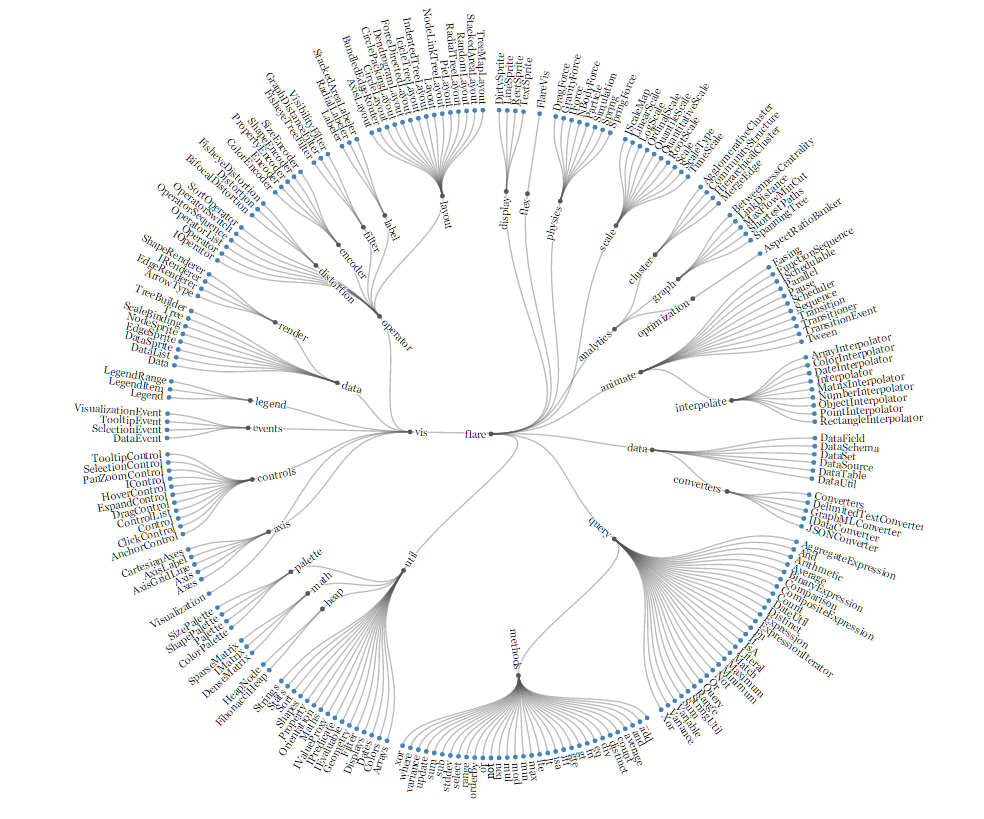 flare
vis
display
flex
physics
scale
analytics
cluster
graph
optimization
animate
interpolate
data
converters
query
methods
util
heap
math
palette
axis
controls
events
legend
data
render
operator
distortion
encoder
filter
label
layout
DirtySprite
LineSprite
RectSprite
TextSprite
FlareVis
DragForce
GravityForce
IForce
NBodyForce
Particle
Simulation
Spring
SpringForce
IScaleMap
LinearScale
LogScale
OrdinalScale
QuantileScale
QuantitativeScale
RootScale
Scale
ScaleType
TimeScale
AgglomerativeCluster
CommunityStructure
HierarchicalCluster
MergeEdge
BetweennessCentrality
LinkDistance
MaxFlowMinCut
ShortestPaths
SpanningTree
AspectRatioBanker
Easing
FunctionSequence
ISchedulable
Parallel
Pause
Scheduler
Sequence
Transition
Transitioner
TransitionEvent
Tween
ArrayInterpolator
ColorInterpolator
DateInterpolator
Interpolator
MatrixInterpolator
NumberInterpolator
ObjectInterpolator
PointInterpolator
RectangleInterpolator
DataField
DataSchema
DataSet
DataSource
DataTable
DataUtil
Converters
DelimitedTextConverter
GraphMLConverter
IDataConverter
JSONConverter
AggregateExpression
And
Arithmetic
Average
BinaryExpression
Comparison
CompositeExpression
Count
DateUtil
Distinct
Expression
ExpressionIterator
Fn
If
IsA
Literal
Match
Maximum
Minimum
Not
Or
Query
Range
StringUtil
Sum
Variable
Variance
Xor
add
and
average
count
distinct
div
eq
fn
gt
gte
iff
isa
lt
lte
max
min
mod
mul
neq
not
or
orderby
range
select
stddev
sub
sum
update
variance
where
xor
Arrays
Colors
Dates
Displays
Filter
Geometry
IEvaluable
IPredicate
IValueProxy
Maths
Orientation
Property
Shapes
Sort
Stats
Strings
FibonacciHeap
HeapNode
DenseMatrix
IMatrix
SparseMatrix
ColorPalette
Palette
ShapePalette
SizePalette
Visualization
Axes
Axis
AxisGridLine
AxisLabel
CartesianAxes
AnchorControl
ClickControl
Control
ControlList
DragControl
ExpandControl
HoverControl
IControl
PanZoomControl
SelectionControl
TooltipControl
DataEvent
SelectionEvent
TooltipEvent
VisualizationEvent
Legend
LegendItem
LegendRange
Data
DataList
DataSprite
EdgeSprite
NodeSprite
ScaleBinding
Tree
TreeBuilder
ArrowType
EdgeRenderer
IRenderer
ShapeRenderer
IOperator
Operator
OperatorList
OperatorSequence
OperatorSwitch
SortOperator
BifocalDistortion
Distortion
FisheyeDistortion
ColorEncoder
Encoder
PropertyEncoder
ShapeEncoder
SizeEncoder
FisheyeTreeFilter
GraphDistanceFilter
VisibilityFilter
Labeler
RadialLabeler
StackedAreaLabeler
AxisLayout
BundledEdgeRouter
CircleLayout
CirclePackingLayout
DendrogramLayout
ForceDirectedLayout
IcicleTreeLayout
IndentedTreeLayout
Layout
NodeLinkTreeLayout
PieLayout
RadialTreeLayout
RandomLayout
StackedAreaLayout
TreeMapLayout